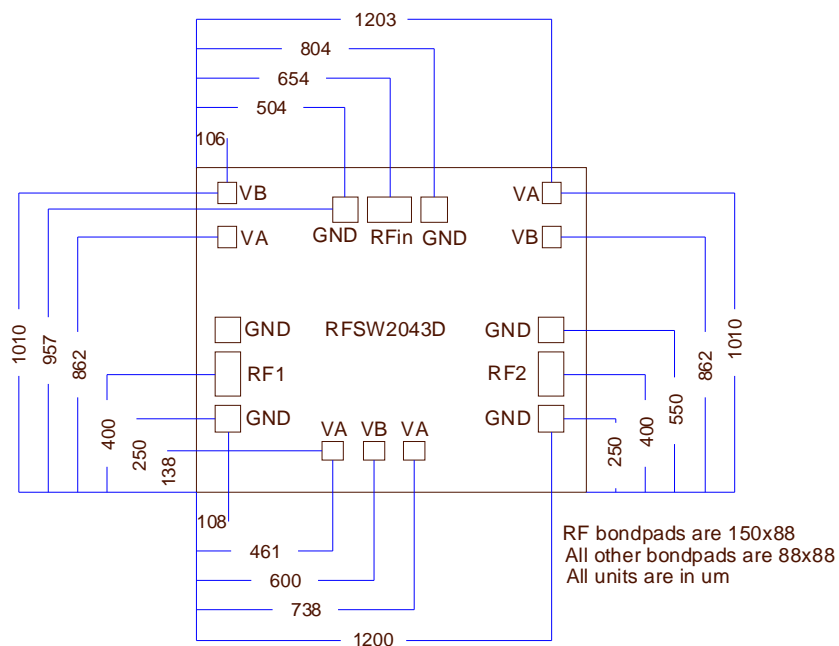 1203
804
654
504
106
VB
VA
GND
RFin
GND
VA
VB
1010
957
862
GND
RFSW2043D
GND
RF1
RF2
GND
GND
VA
VB
VA
400
250
138
108
1010
862
550
400
250
461
600
738
1200
RF bondpads are 150x88
All other bondpads are 88x88
All units are in um